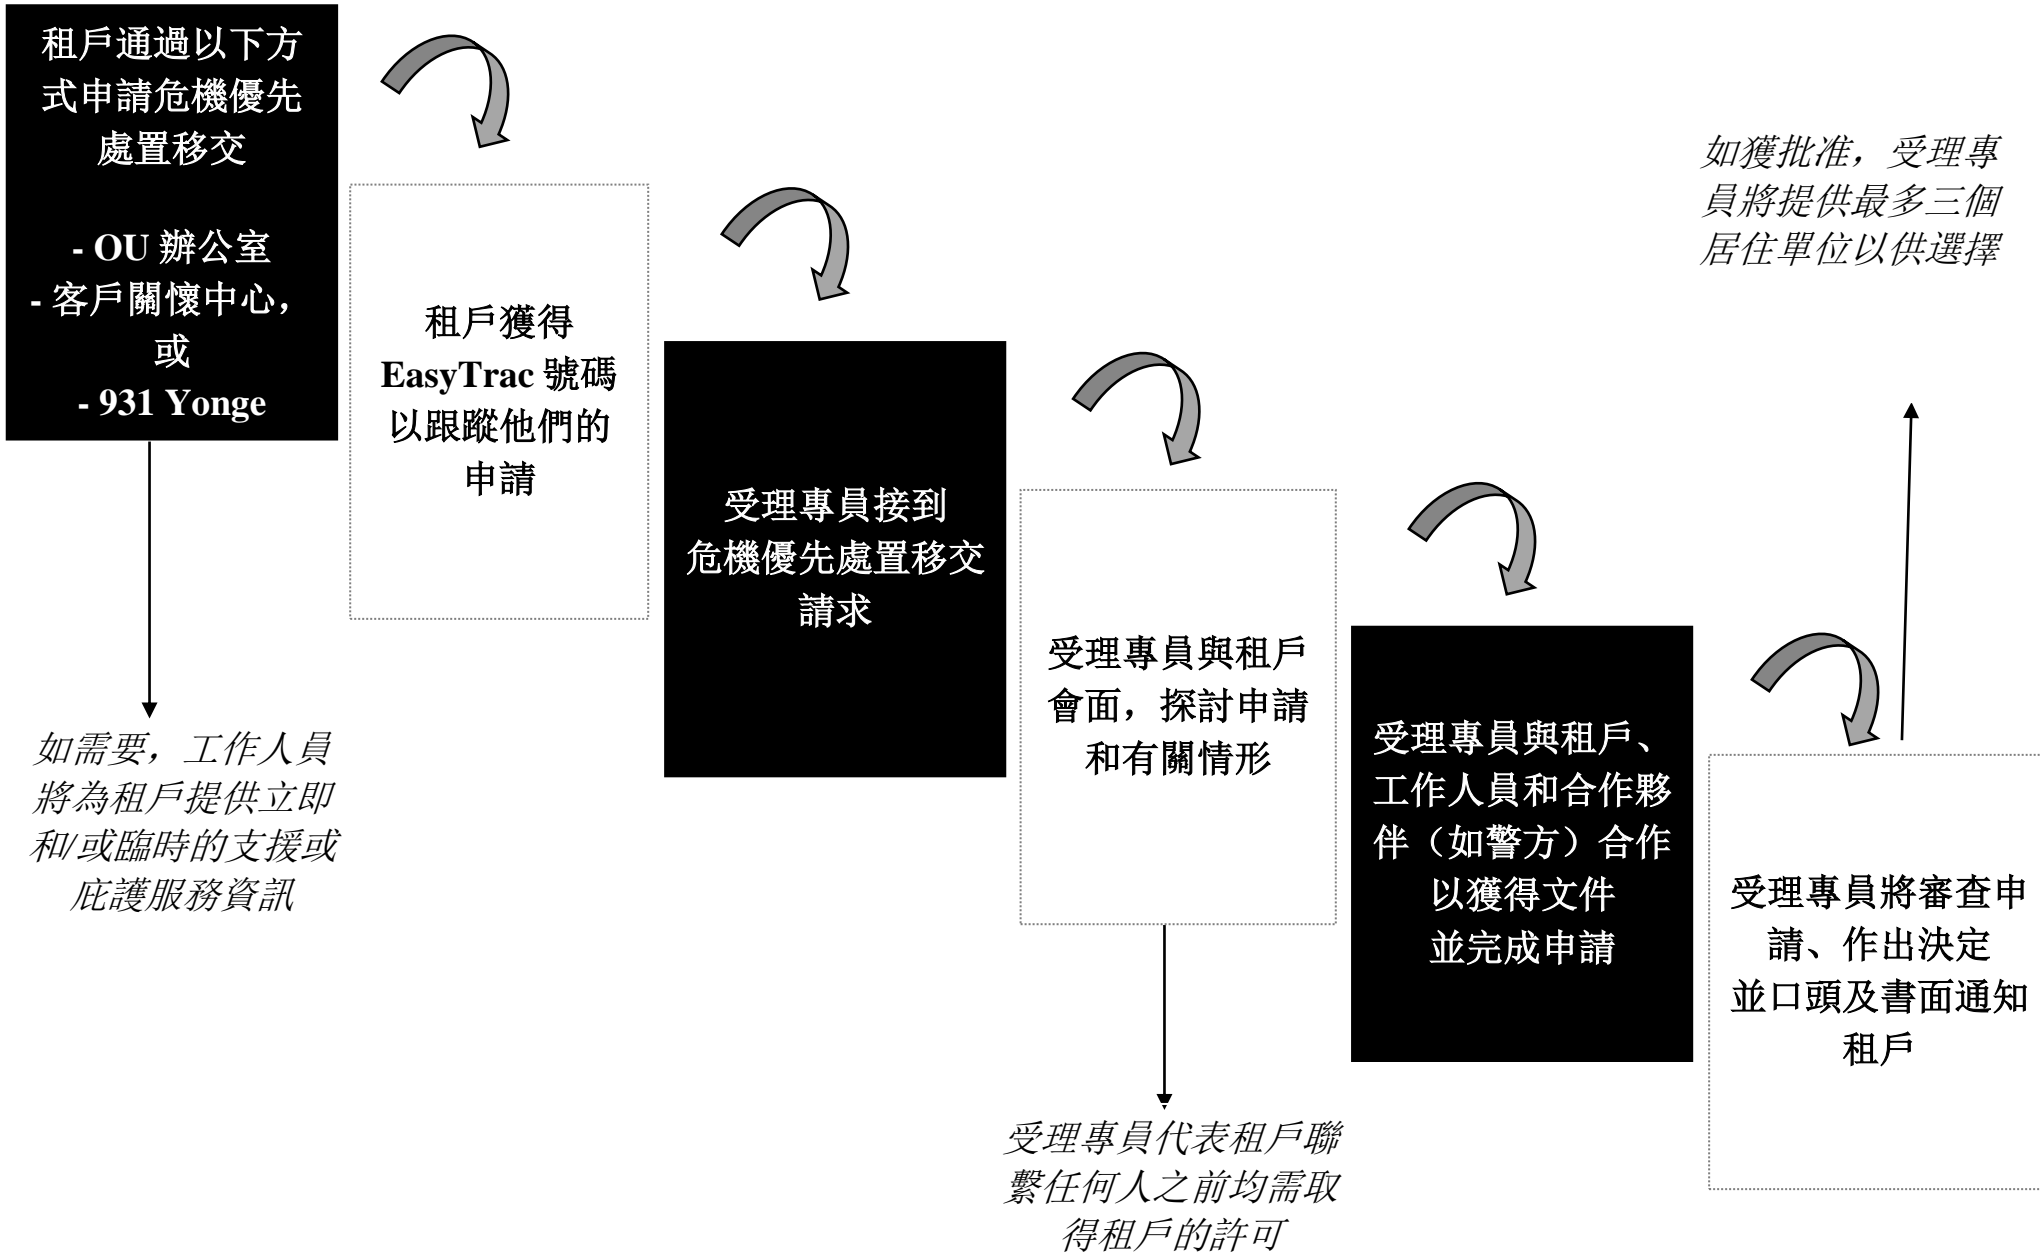 租戶通過以下方
式申請危機優先
處置移交
- OU 辦公室
- 客戶關懷中心，
或
- 931 Yonge
如需要，工作人員
將為租戶提供立即
和/或臨時的支援或
庇護服務資訊
租戶獲得
EasyTrac 號碼
以跟蹤他們的
申請
受理專員接到
危機優先處置移交
請求
受理專員與租戶
會面，探討申請
和有關情形
受理專員代表租戶聯
繫任何人之前均需取
得租戶的許可
受理專員與租戶、
工作人員和合作夥
伴（如警方）合作
以獲得文件
並完成申請
受理專員將審查申
請、作出決定
並口頭及書面通知
租戶
如獲批准，受理專
員將提供最多三個
居住單位以供選擇